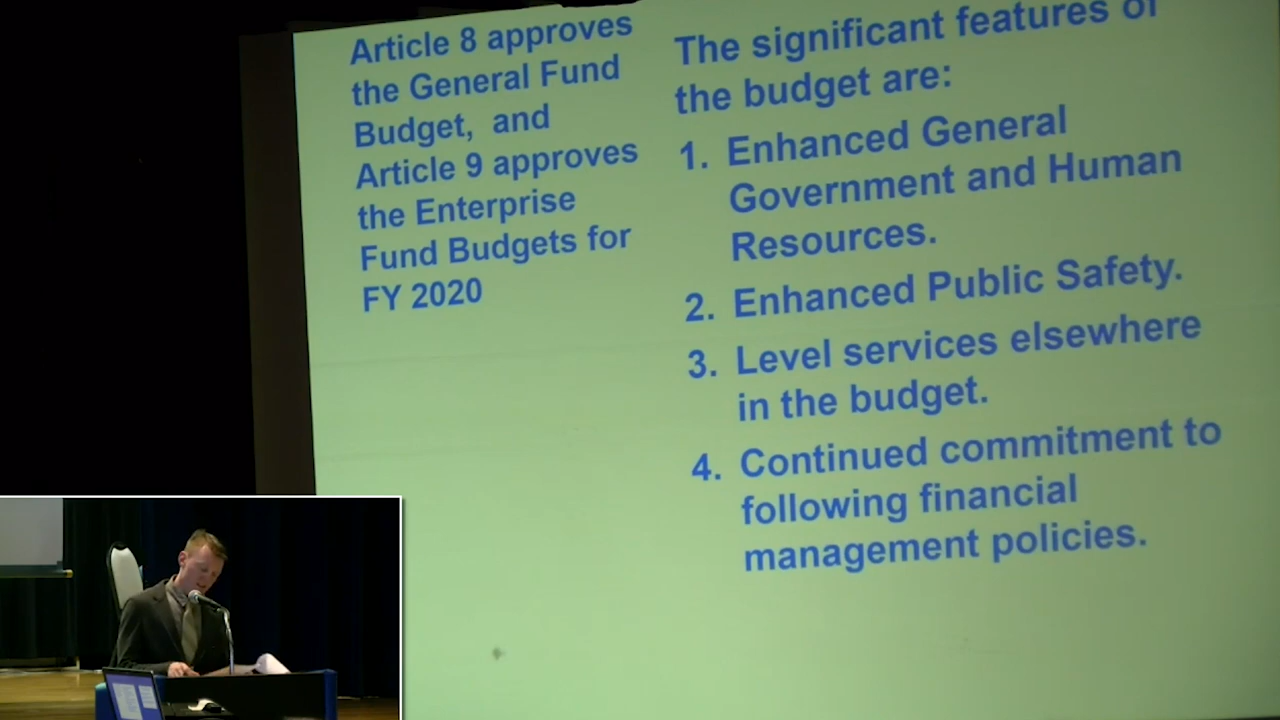 Article 8 approves
the General Fund
Budget, and
Article 9 approves
the Enterprise
Fund Budgets for
FY 2020
The significant features of
the budget are:
1. Enhanced General
Government and Human
Resources.
2. Enhanced Public Safety.
3. Level services elsewhere
in the budget.
4. Continued commitment to
following financial
management policies.